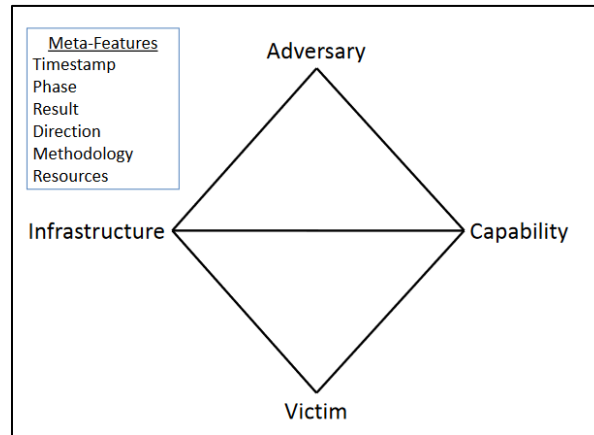 Meta-Features
Timestamp
Phase
Result
Direction
Methodology
Resources
Adversary
Infrastructure
Capability
Victim